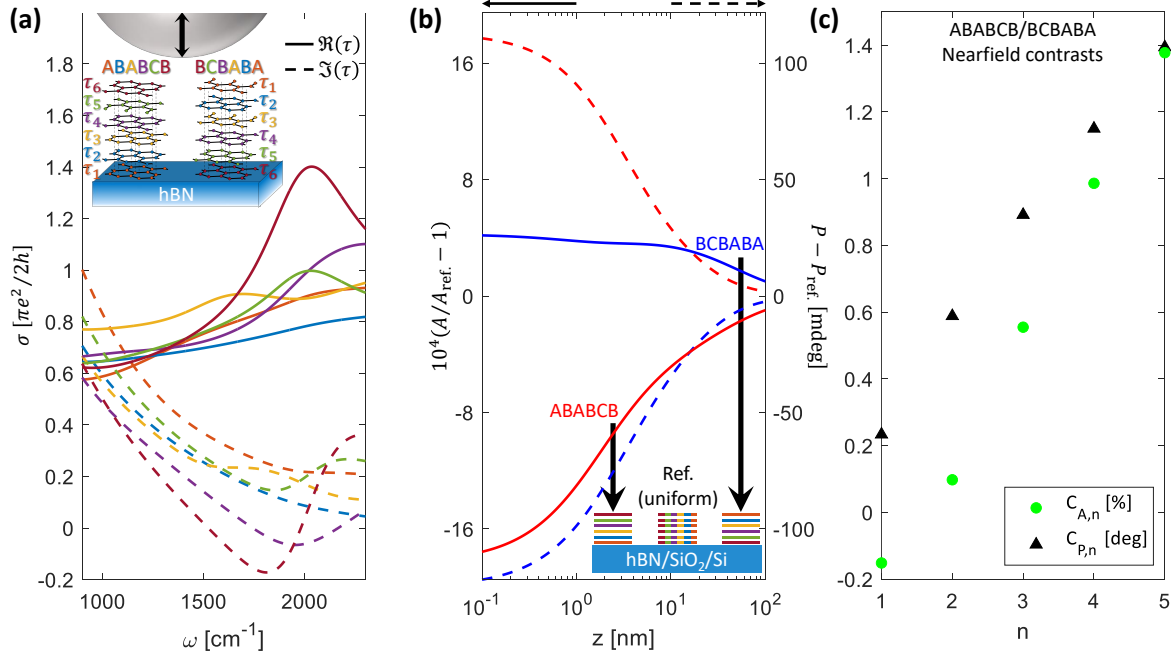 (a)
ABABCB BCBABA
ℜ(τ)
ℑ(τ)
τ6 τ1
τ5 τ2
τ4 τ3
τ3 τ4
τ2 τ5
τ1 τ6
hBN
1.8
1.6
1.4
1.2
1
0.8
0.6
0.4
0.2
0
-0.2
σ [πe²/2h]
1000 1500 2000
ω [cm⁻¹]
(b)
16
8
0
-8
-16
10⁴(A/A_ref. − 1)
BCBABA
ABABCB
Ref.
(uniform)
hBN/SiO₂/Si
100
50
0
-50
-100
P − P_ref. [mdeg]
10⁻¹ 10⁰ 10¹ 10²
z [nm]
(c)
ABABCB/BCBABA
Nearfield contrasts
1.4
1.2
1
0.8
0.6
0.4
0.2
0
-0.2
C_A,n [%]
C_P,n [deg]
1 2 3 4 5
n